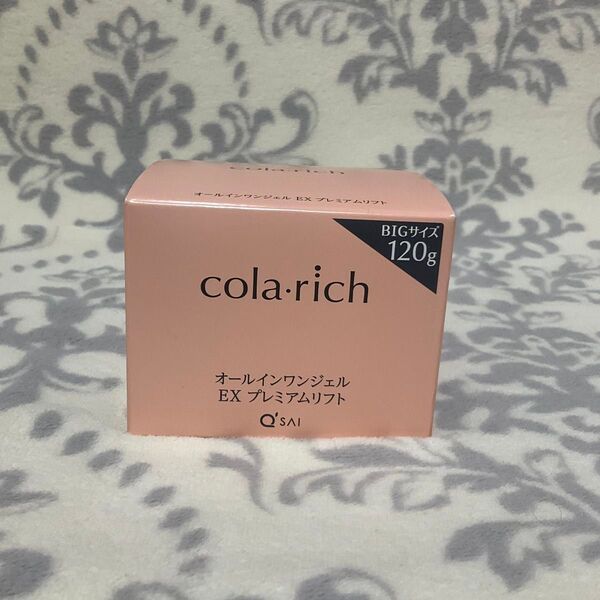 cola·rich
オールインワンジェル EX プレミアムリフト
BIGサイズ
120g
cola·rich
オールインワンジェル
EX プレミアムリフト
Q'SAI